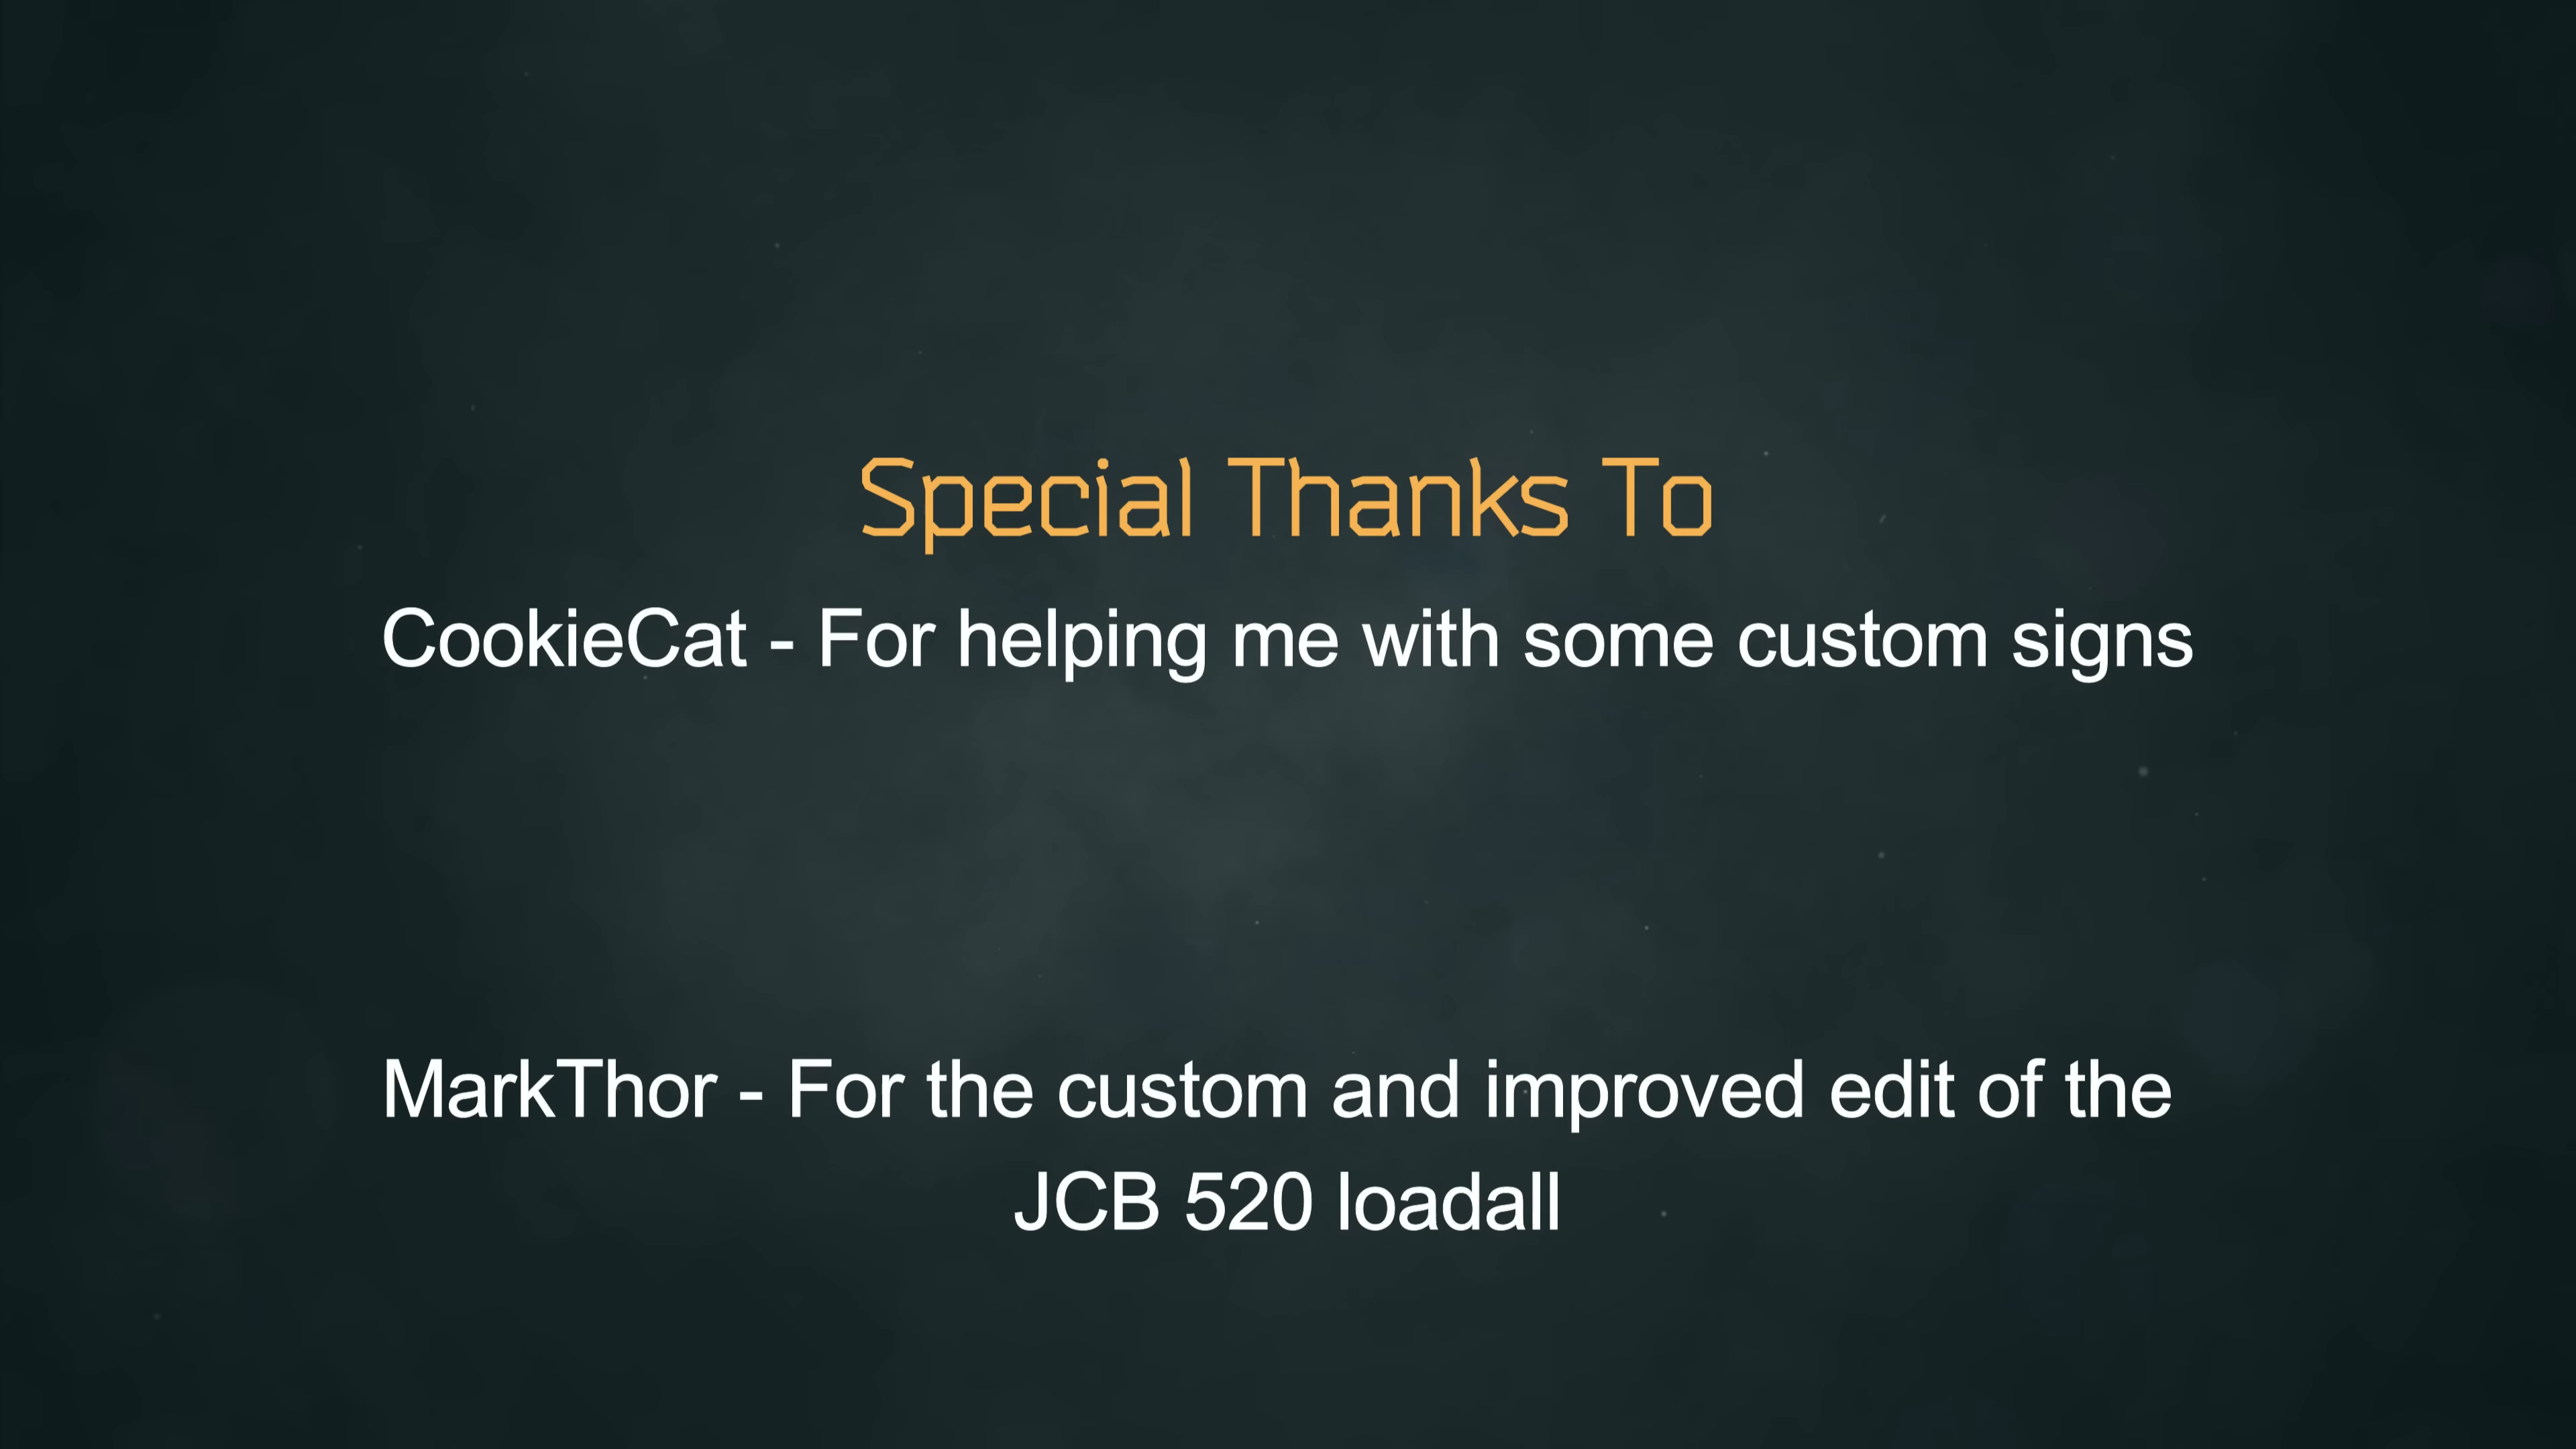 Special Thanks To
CookieCat - For helping me with some custom signs
MarkThor - For the custom and improved edit of the
JCB 520 loadall